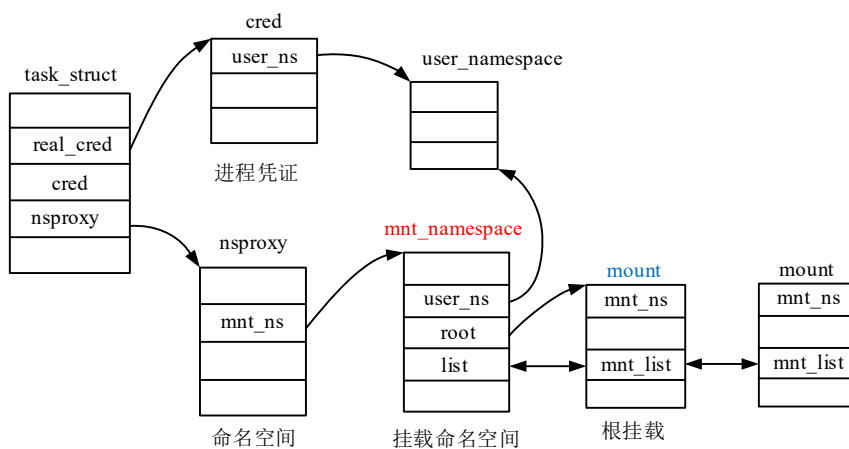 cred
user_ns
进程凭证
task_struct
real_cred
cred
nsproxy
user_namespace
nsproxy
mnt_ns
命名空间
mnt_namespace
user_ns
root
list
挂载命名空间
mount
mnt_ns
mnt_list
根挂载
mount
mnt_ns
mnt_list